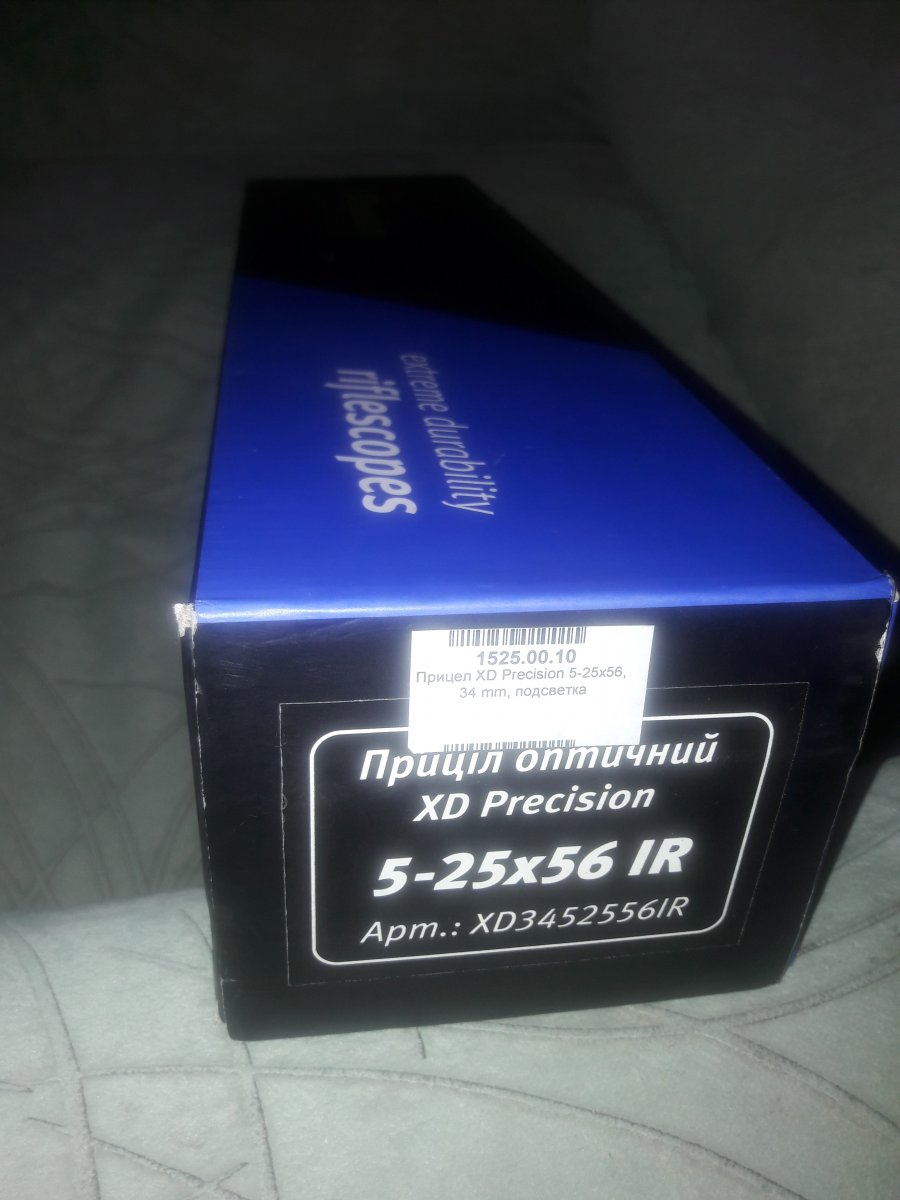 extreme durability
riflescopes
1525.00.10
Прицел XD Precision 5-25x56,
34 mm, подсветка
Приціл оптичний
XD Precision
5-25x56 IR
Арт.: XD3452556IR